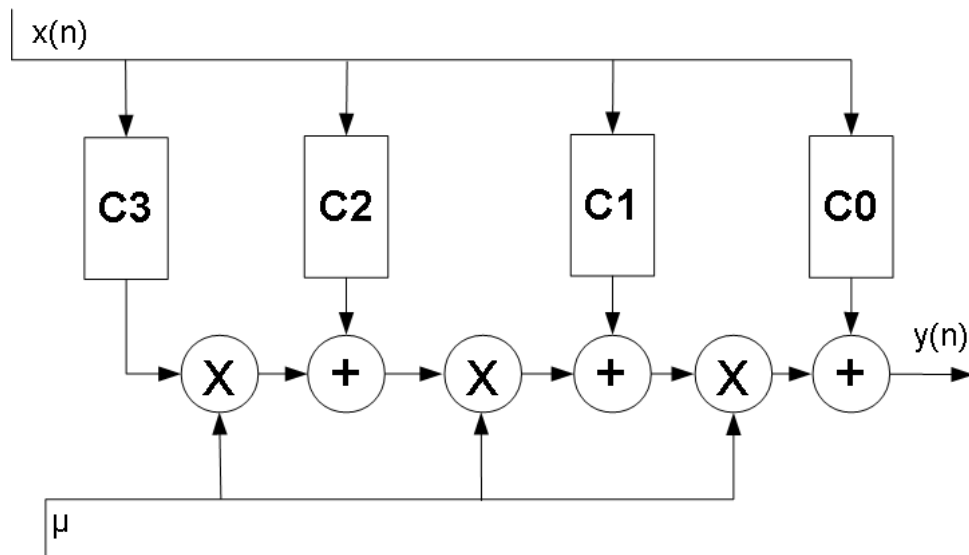 x(n)
C3 C2 C1 C0
X + X + X + y(n)
μ